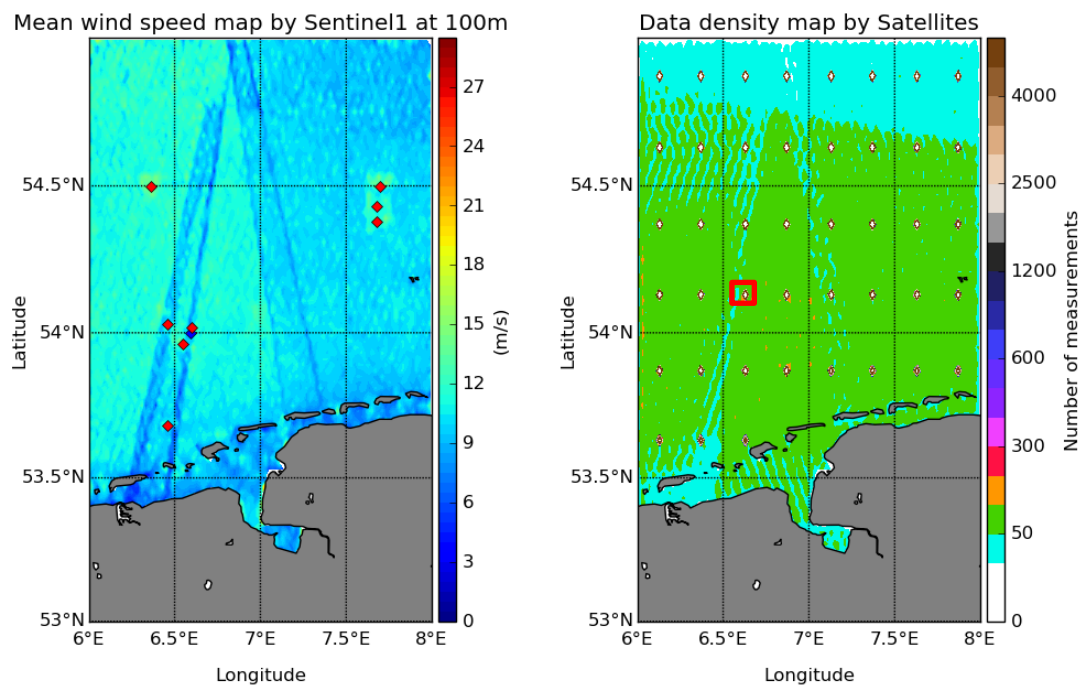 Mean wind speed map by Sentinel1 at 100m
54.5°N
54°N
53.5°N
53°N
Latitude
6°E
6.5°E
7°E
7.5°E
8°E
Longitude
27
24
21
18
15
12
9
6
3
0
(m/s)
Data density map by Satellites
54.5°N
54°N
53.5°N
53°N
Latitude
6°E
6.5°E
7°E
7.5°E
8°E
Longitude
4000
2500
1200
600
300
50
0
Number of measurements